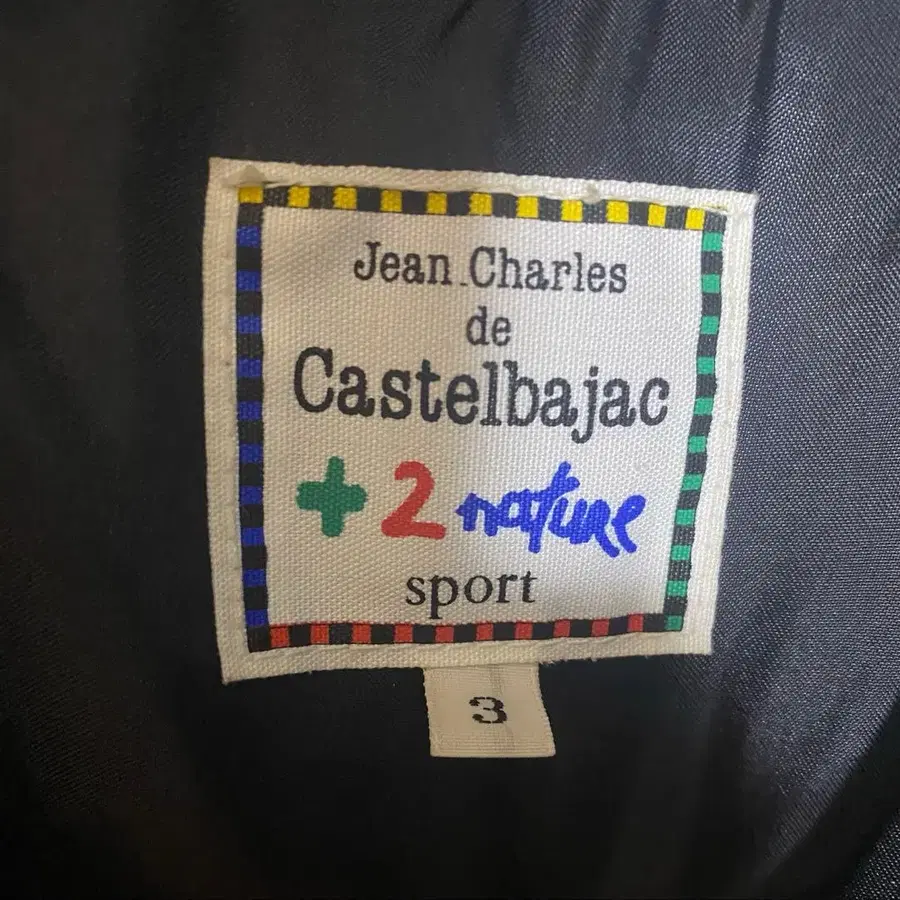 Jean Charles
de
Castelbajac
+2 nature
sport
3